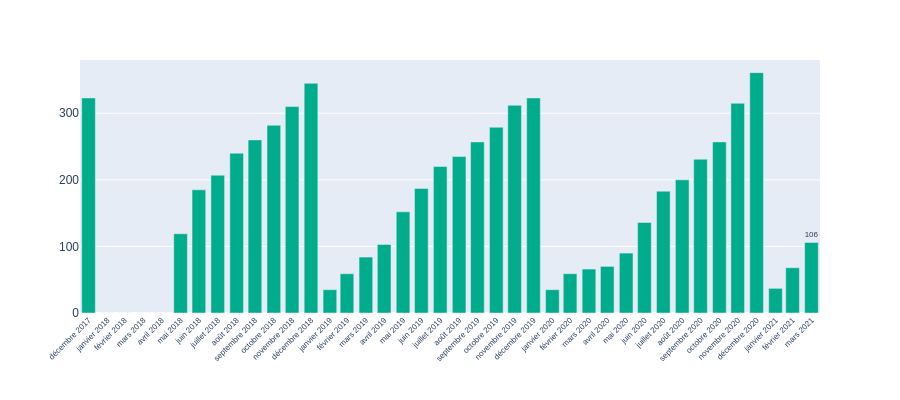 300
200
100
0
106
décembre 2017
janvier 2018
février 2018
mars 2018
avril 2018
mai 2018
juin 2018
juillet 2018
août 2018
septembre 2018
octobre 2018
novembre 2018
décembre 2018
janvier 2019
février 2019
mars 2019
avril 2019
mai 2019
juin 2019
juillet 2019
août 2019
septembre 2019
octobre 2019
novembre 2019
décembre 2019
janvier 2020
février 2020
mars 2020
avril 2020
mai 2020
juin 2020
juillet 2020
août 2020
septembre 2020
octobre 2020
novembre 2020
décembre 2020
janvier 2021
février 2021
mars 2021